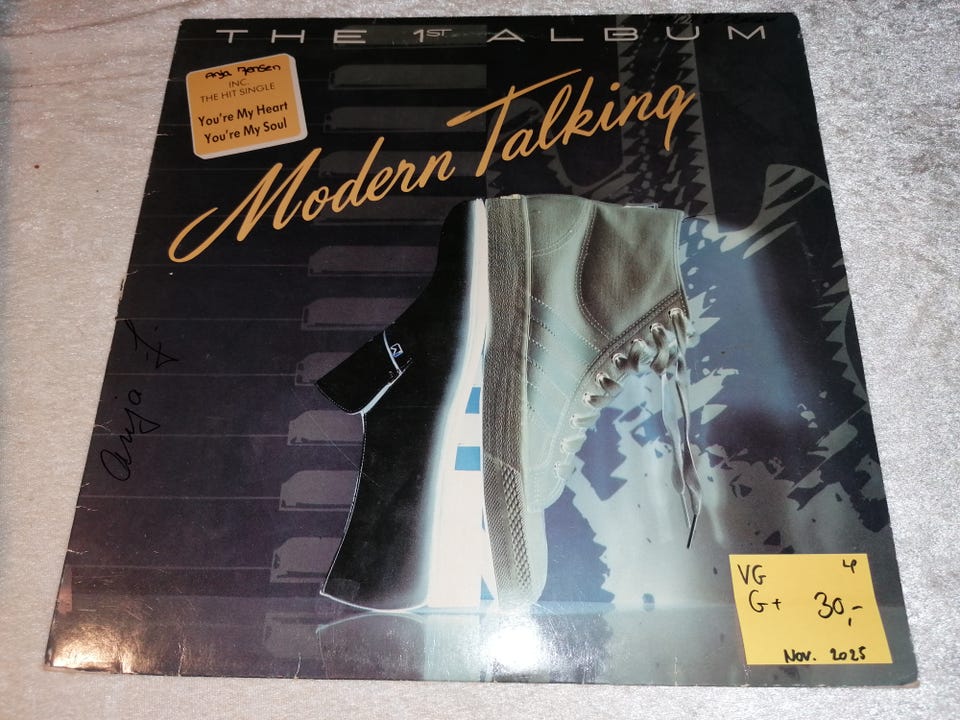 THE 1ST ALBUM
Anja Jensen
INC.
THE HIT SINGLE
You're My Heart
You're My Soul
Modern Talking
anja J.
VG 4
G+ 30,-
Nov. 2025